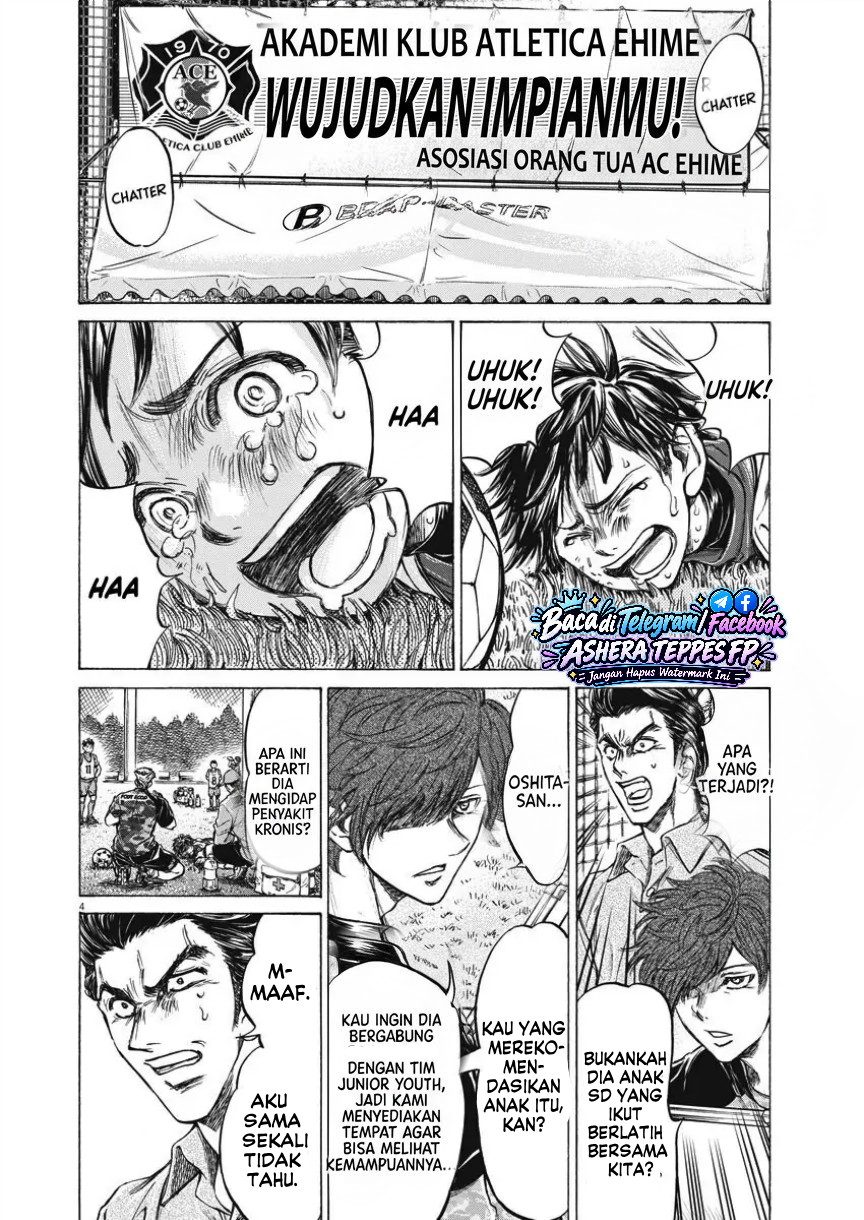 AKADEMI KLUB ATLETICA EHIME
WUJUDKAN IMPIANMU!
ASOSIASI ORANG TUA AC EHIME
1970
ACE
CHATTER
CHATTER
UHUK!
UHUK!
UHUK!
HAA
HAA
Baca di Telegram/Facebook
ASHERA TEPPES FP
Jangan Hapus Watermark Ini
APA
YANG
TERJADI?!
BUKANKAH
DIA ANAK
SD YANG
IKUT
BERLATIH
BERSAMA
KITA?
OSHITA-
SAN...
KAU YANG
MEREKO-
MEN-
DASIKAN
ANAK ITU,
KAN?
KAU INGIN DIA
BERGABUNG
DENGAN TIM
JUNIOR YOUTH,
JADI KAMI
MENYEDIAKAN
TEMPAT AGAR
BISA MELIHAT
KEMAMPUANNYA..
APA INI
BERARTI
DIA
MENGIDAP
PENYAKIT
KRONIS?
4
M-
MAAF.
AKU
SAMA
SEKALI
TIDAK
TAHU.